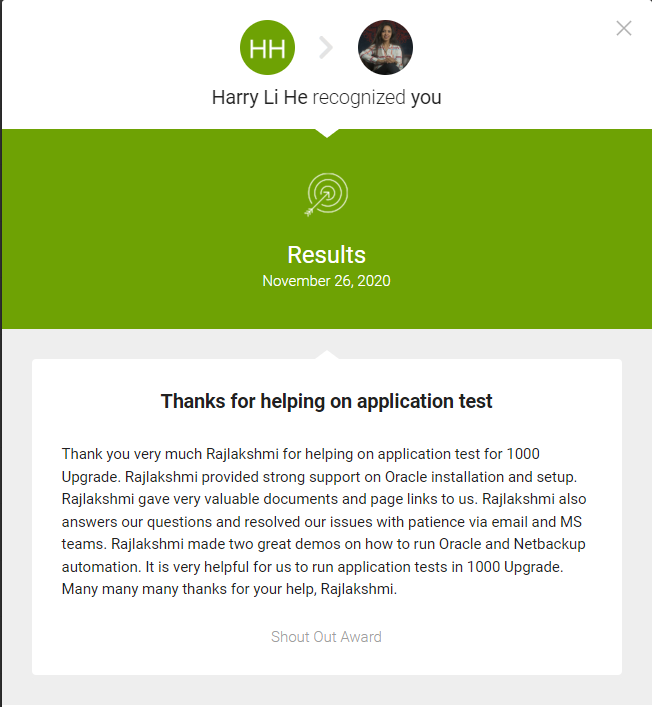 HH
Harry Li He recognized you
Results
November 26, 2020
Thanks for helping on application test
Thank you very much Rajlakshmi for helping on application test for 1000
Upgrade. Rajlakshmi provided strong support on Oracle installation and setup.
Rajlakshmi gave very valuable documents and page links to us. Rajlakshmi also
answers our questions and resolved our issues with patience via email and MS
teams. Rajlakshmi made two great demos on how to run Oracle and Netbackup
automation. It is very helpful for us to run application tests in 1000 Upgrade.
Many many many thanks for your help, Rajlakshmi.
Shout Out Award